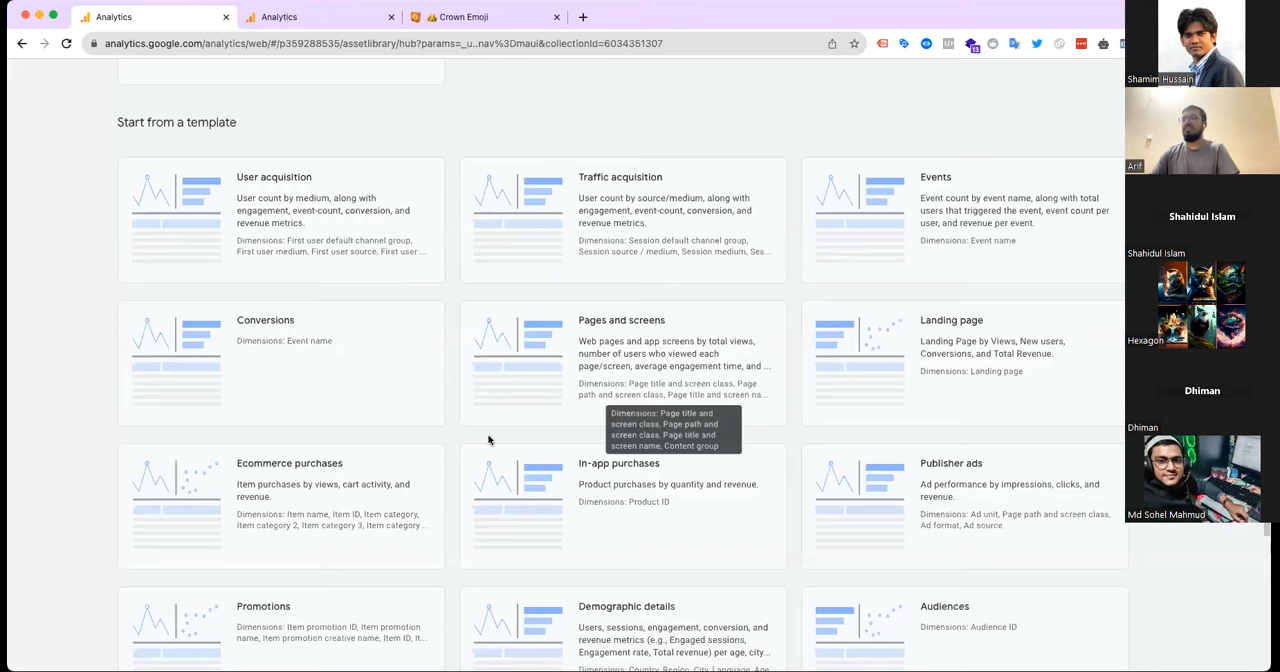 Analytics
Analytics
Crown Emoji
analytics.google.com/analytics/web/#/p359288535/assetlibrary/hub?params=_u..nav%3Dmaui&collectionId=6034351307
13
Start from a template
User acquisition
User count by medium, along with
engagement, event-count, conversion, and
revenue metrics.
Dimensions: First user default channel group,
First user medium, First user source, First user ...
Traffic acquisition
User count by source/medium, along with
engagement, event-count, conversion, and
revenue metrics.
Dimensions: Session default channel group,
Session source / medium, Session medium, Ses...
Events
Event count by event name, along with total
users that triggered the event, event count per
user, and revenue per event.
Dimensions: Event name
Conversions
Dimensions: Event name
Pages and screens
Web pages and app screens by total views,
number of users who viewed each
page/screen, average engagement time, and ...
Dimensions: Page title and screen class, Page
path and screen class, Page title and screen na...
Dimensions: Page title and
screen class, Page path and
screen class, Page title and
screen name, Content group
Landing page
Landing Page by Views, New users,
Conversions, and Total Revenue.
Dimensions: Landing page
Ecommerce purchases
Item purchases by views, cart activity, and
revenue.
Dimensions: Item name, Item ID, Item category,
Item category 2, Item category 3, Item category ...
In-app purchases
Product purchases by quantity and revenue.
Dimensions: Product ID
Publisher ads
Ad performance by impressions, clicks, and
revenue.
Dimensions: Ad unit, Page path and screen class,
Ad format, Ad source
Promotions
Dimensions: Item promotion ID, Item promotion
name, Item promotion creative name, Item ID, It...
Demographic details
Users, sessions, engagement, conversion, and
revenue metrics (e.g., Engaged sessions,
Engagement rate, Total revenue) per age, city...
Dimensions: Country, Region, City, Language, Age,
Audiences
Dimensions: Audience ID
Shamim Hussain
Arif
Shahidul Islam
Shahidul Islam
Hexagon
Dhiman
Dhiman
Md Sohel Mahmud